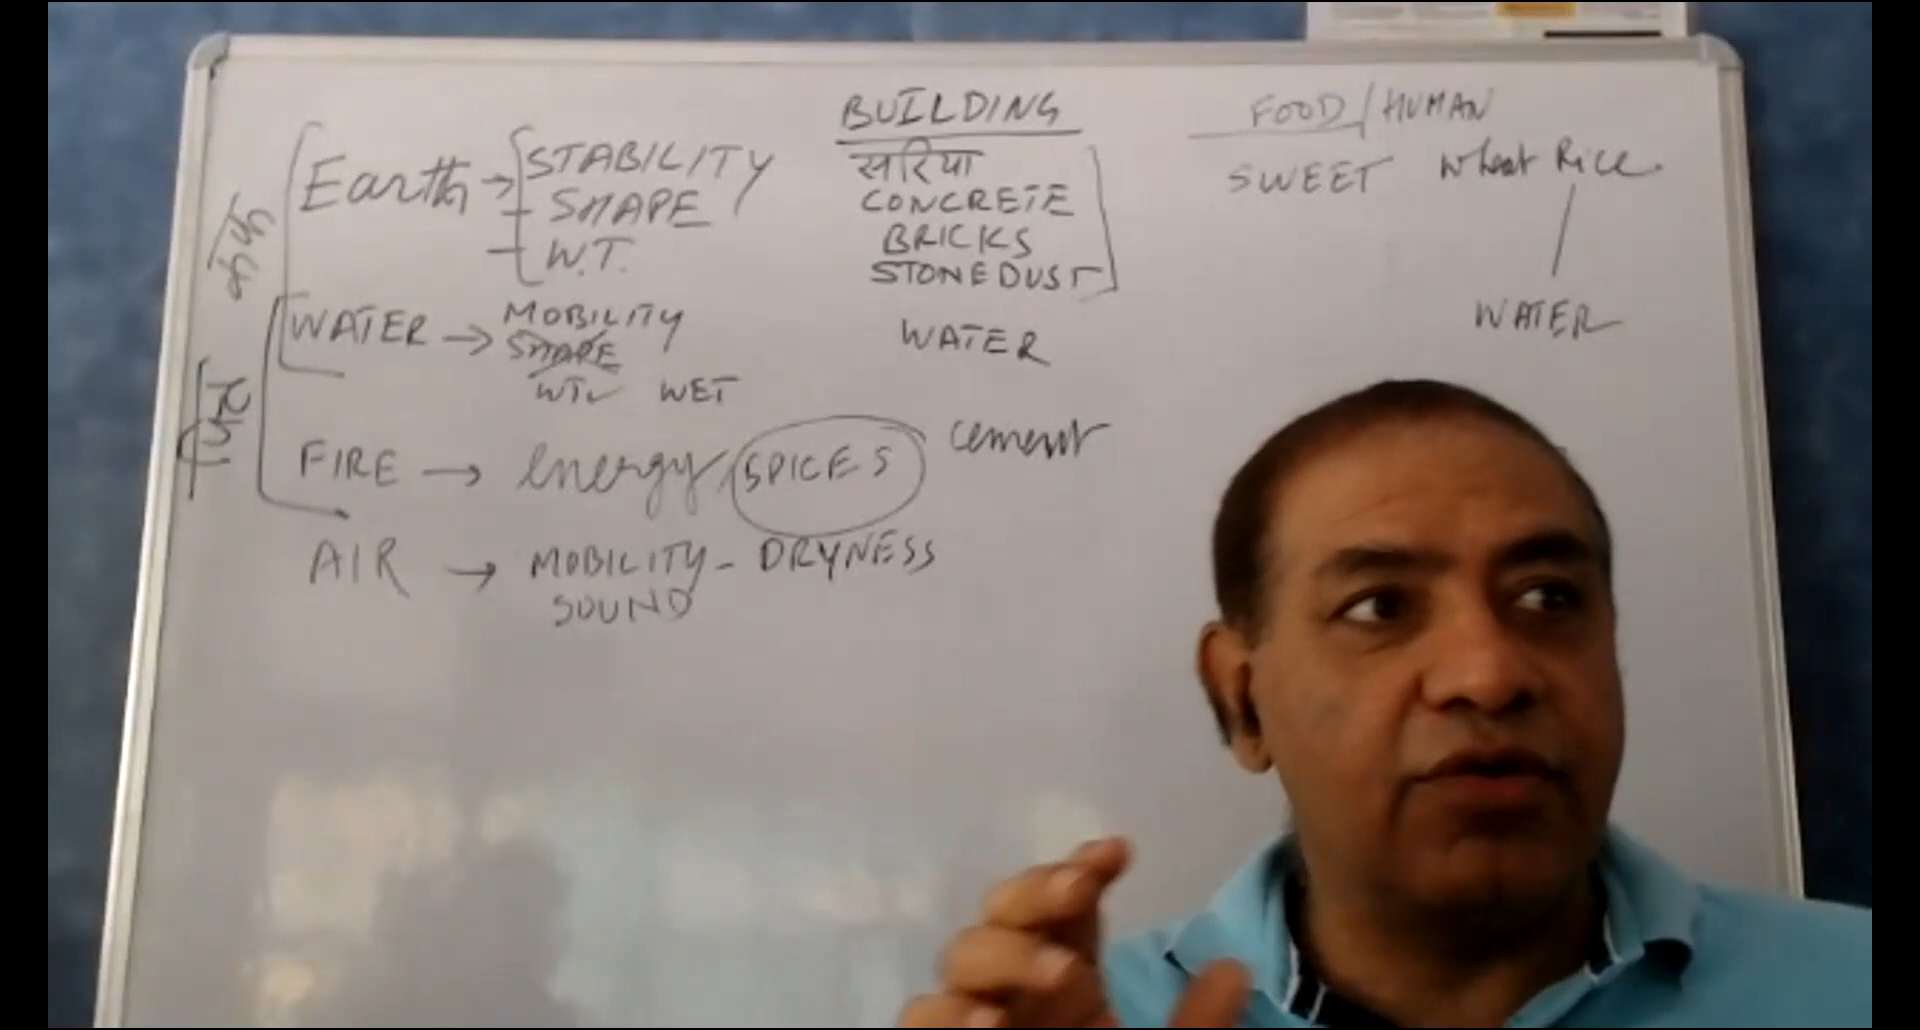 BUILDING
FOOD / HUMAN
Earth → STABILITY
SHAPE
W.T.
सरिया
CONCRETE
BRICKS
STONE DUST
SWEET Wheat Rice
WATER → MOBILITY
SHAPE
WT WET
WATER
WATER
FIRE → energy SPICES cement
AIR → MOBILITY - DRYNESS
SOUND
कफ
पित्त